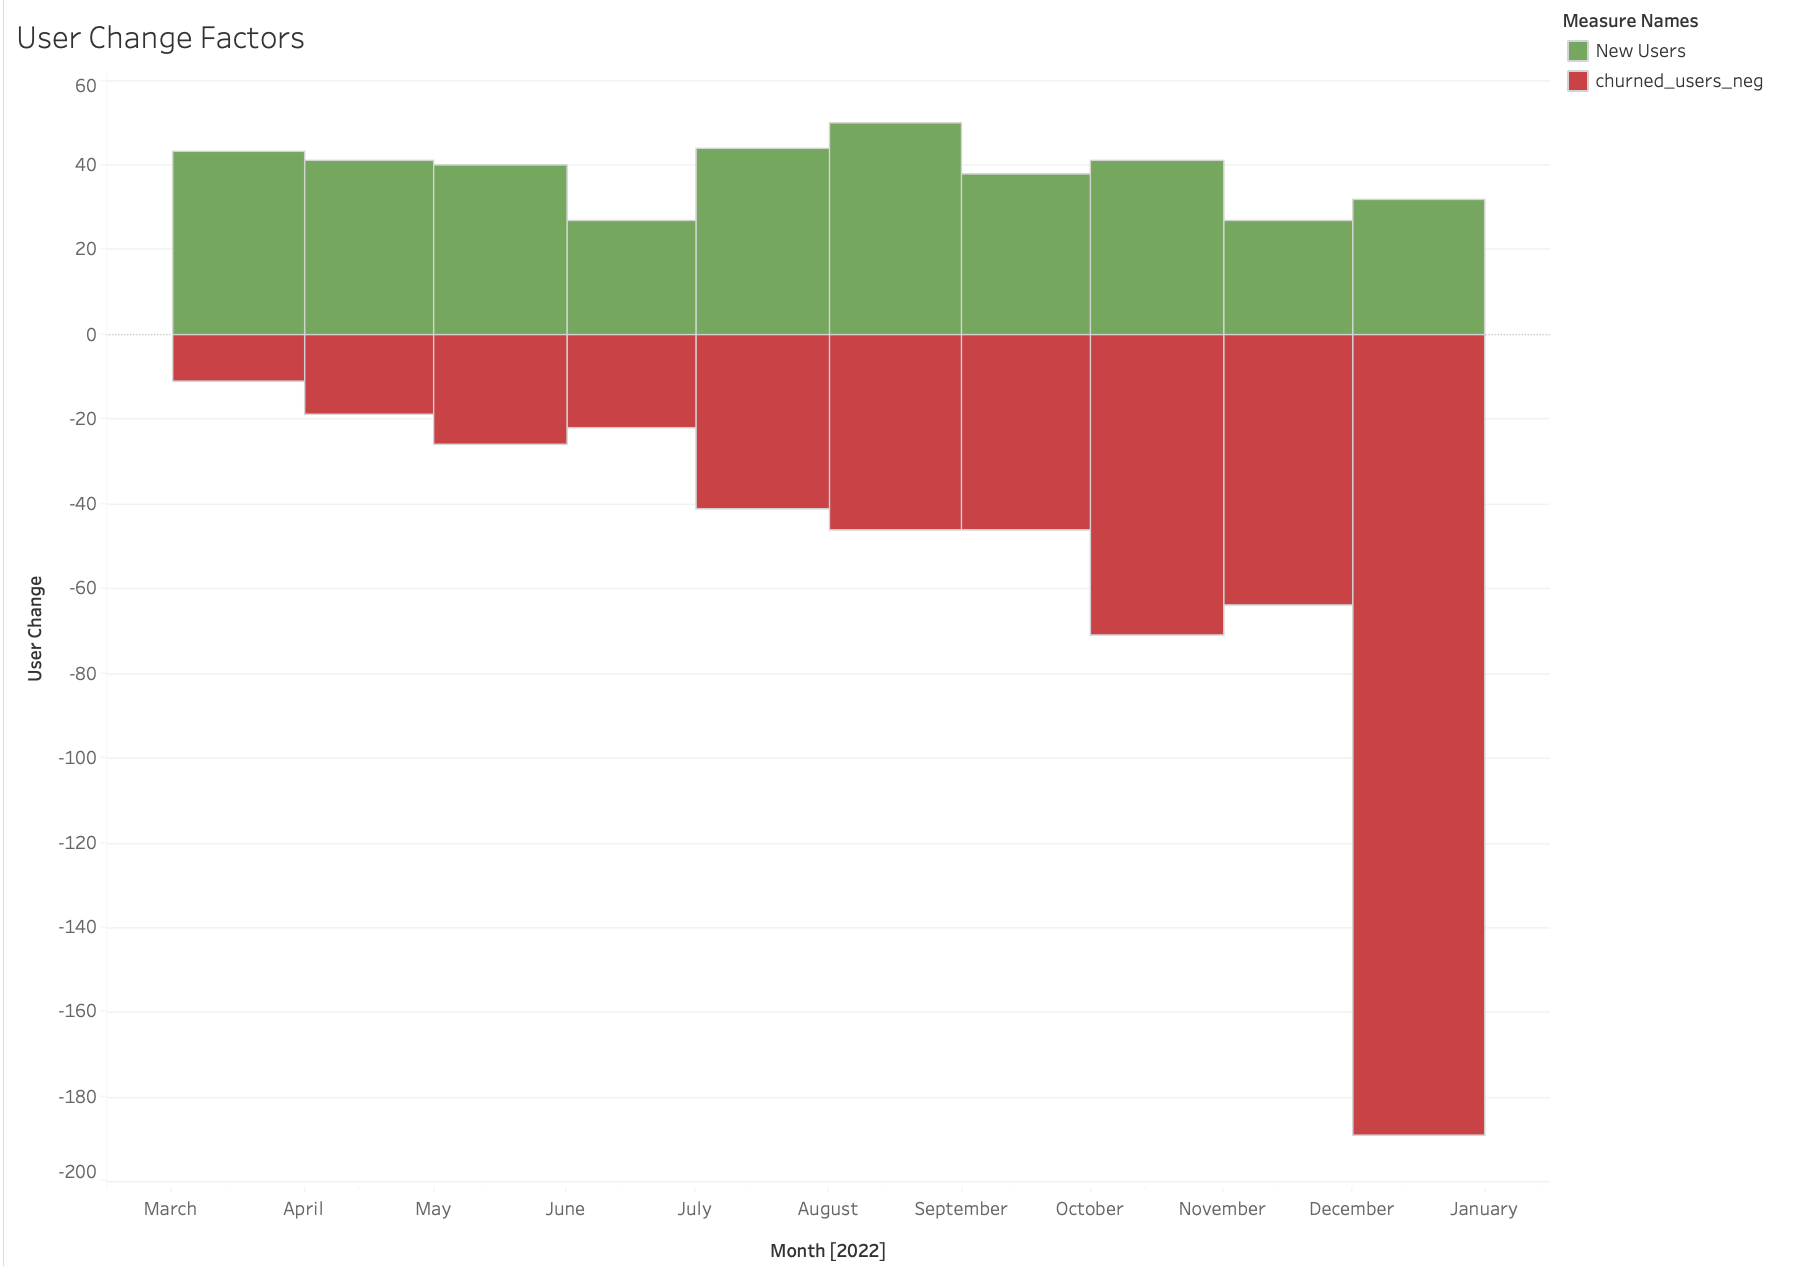 User Change Factors
Measure Names
New Users
churned_users_neg
60
40
20
0
-20
-40
-60
-80
-100
-120
-140
-160
-180
-200
User Change
March April May June July August September October November December January
Month [2022]